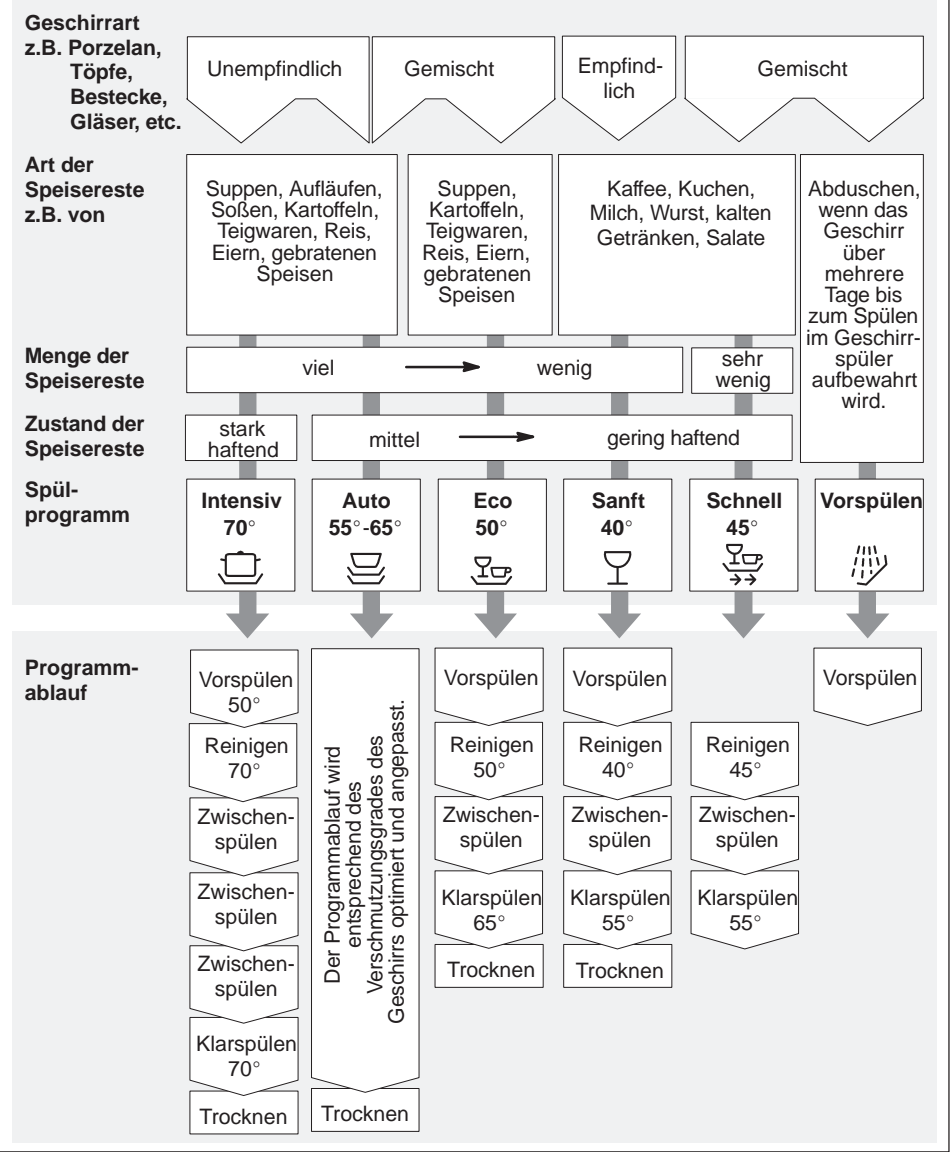 Geschirrart
z.B. Porzelan,
Töpfe,
Bestecke,
Gläser, etc.
Unempfindlich
Gemischt
Empfind-
lich
Gemischt
Art der
Speisereste
z.B. von
Suppen, Aufläufen,
Soßen, Kartoffeln,
Teigwaren, Reis,
Eiern, gebratenen
Speisen
Suppen,
Kartoffeln,
Teigwaren,
Reis, Eiern,
gebratenen
Speisen
Kaffee, Kuchen,
Milch, Wurst, kalten
Getränken, Salate
Abduschen,
wenn das
Geschirr
über
mehrere
Tage bis
zum Spülen
im Geschirr-
spüler
aufbewahrt
wird.
Menge der
Speisereste
viel
wenig
sehr
wenig
Zustand der
Speisereste
stark
haftend
mittel
gering haftend
Spül-
programm
Intensiv
70°
Auto
55°-65°
Eco
50°
Sanft
40°
Schnell
45°
Vorspülen
Programm-
ablauf
Vorspülen
50°
Reinigen
70°
Zwischen-
spülen
Zwischen-
spülen
Zwischen-
spülen
Klarspülen
70°
Trocknen
Der Programmablauf wird
entsprechend des
Verschmutzungsgrades des
Geschirrs optimiert und angepasst.
Trocknen
Vorspülen
Reinigen
50°
Zwischen-
spülen
Klarspülen
65°
Trocknen
Vorspülen
Reinigen
40°
Zwischen-
spülen
Klarspülen
55°
Trocknen
Reinigen
45°
Zwischen-
spülen
Klarspülen
55°
Vorspülen